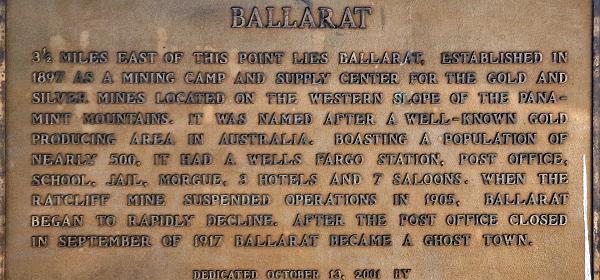 BALLARAT
3½ MILES EAST OF THIS POINT LIES BALLARAT, ESTABLISHED IN
1897 AS A MINING CAMP AND SUPPLY CENTER FOR THE GOLD AND
SILVER MINES LOCATED ON THE WESTERN SLOPE OF THE PANA-
MINT MOUNTAINS. IT WAS NAMED AFTER A WELL-KNOWN GOLD
PRODUCING AREA IN AUSTRALIA. BOASTING A POPULATION OF
NEARLY 500, IT HAD A WELLS FARGO STATION, POST OFFICE,
SCHOOL, JAIL, MORGUE, 3 HOTELS AND 7 SALOONS. WHEN THE
RATCLIFF MINE SUSPENDED OPERATIONS IN 1905, BALLARAT
BEGAN TO RAPIDLY DECLINE. AFTER THE POST OFFICE CLOSED
IN SEPTEMBER OF 1917 BALLARAT BECAME A GHOST TOWN.
DEDICATED OCTOBER 13, 2001 BY